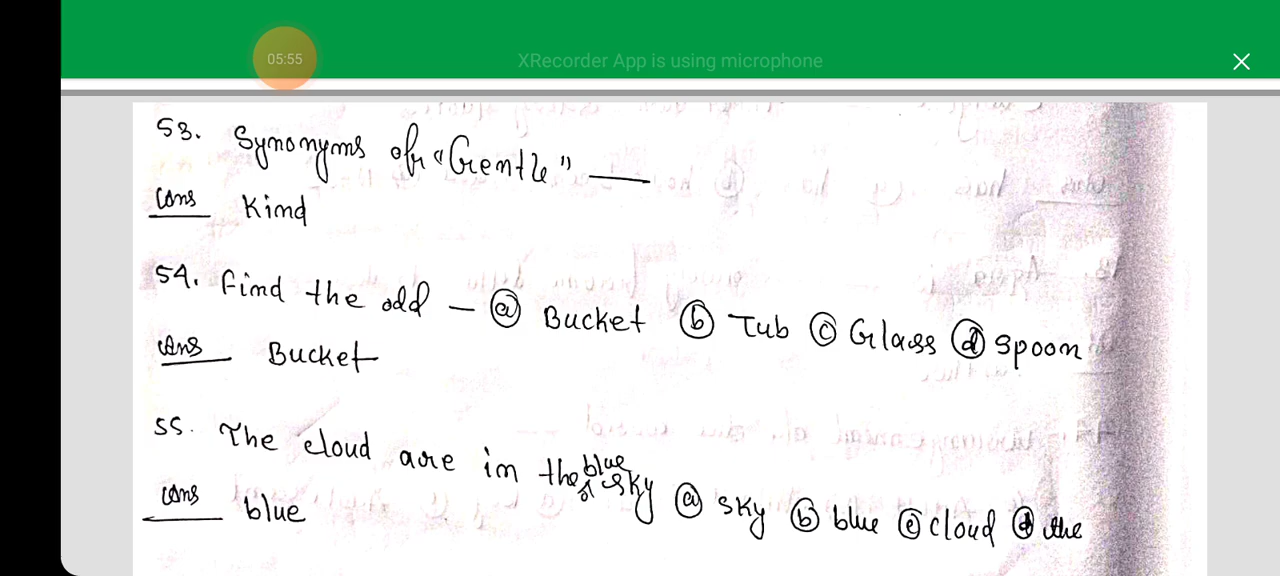 05:55
XRecorder App is using microphone
53. Synonyms of "Gentle" ___
Ans Kind
54. Find the odd – ⓐ Bucket ⓑ Tub ⓒ Glass ⓓ Spoon
Ans Bucket
55. The cloud are in the blue sky ⓐ sky ⓑ blue ⓒ cloud ⓓ the
Ans blue